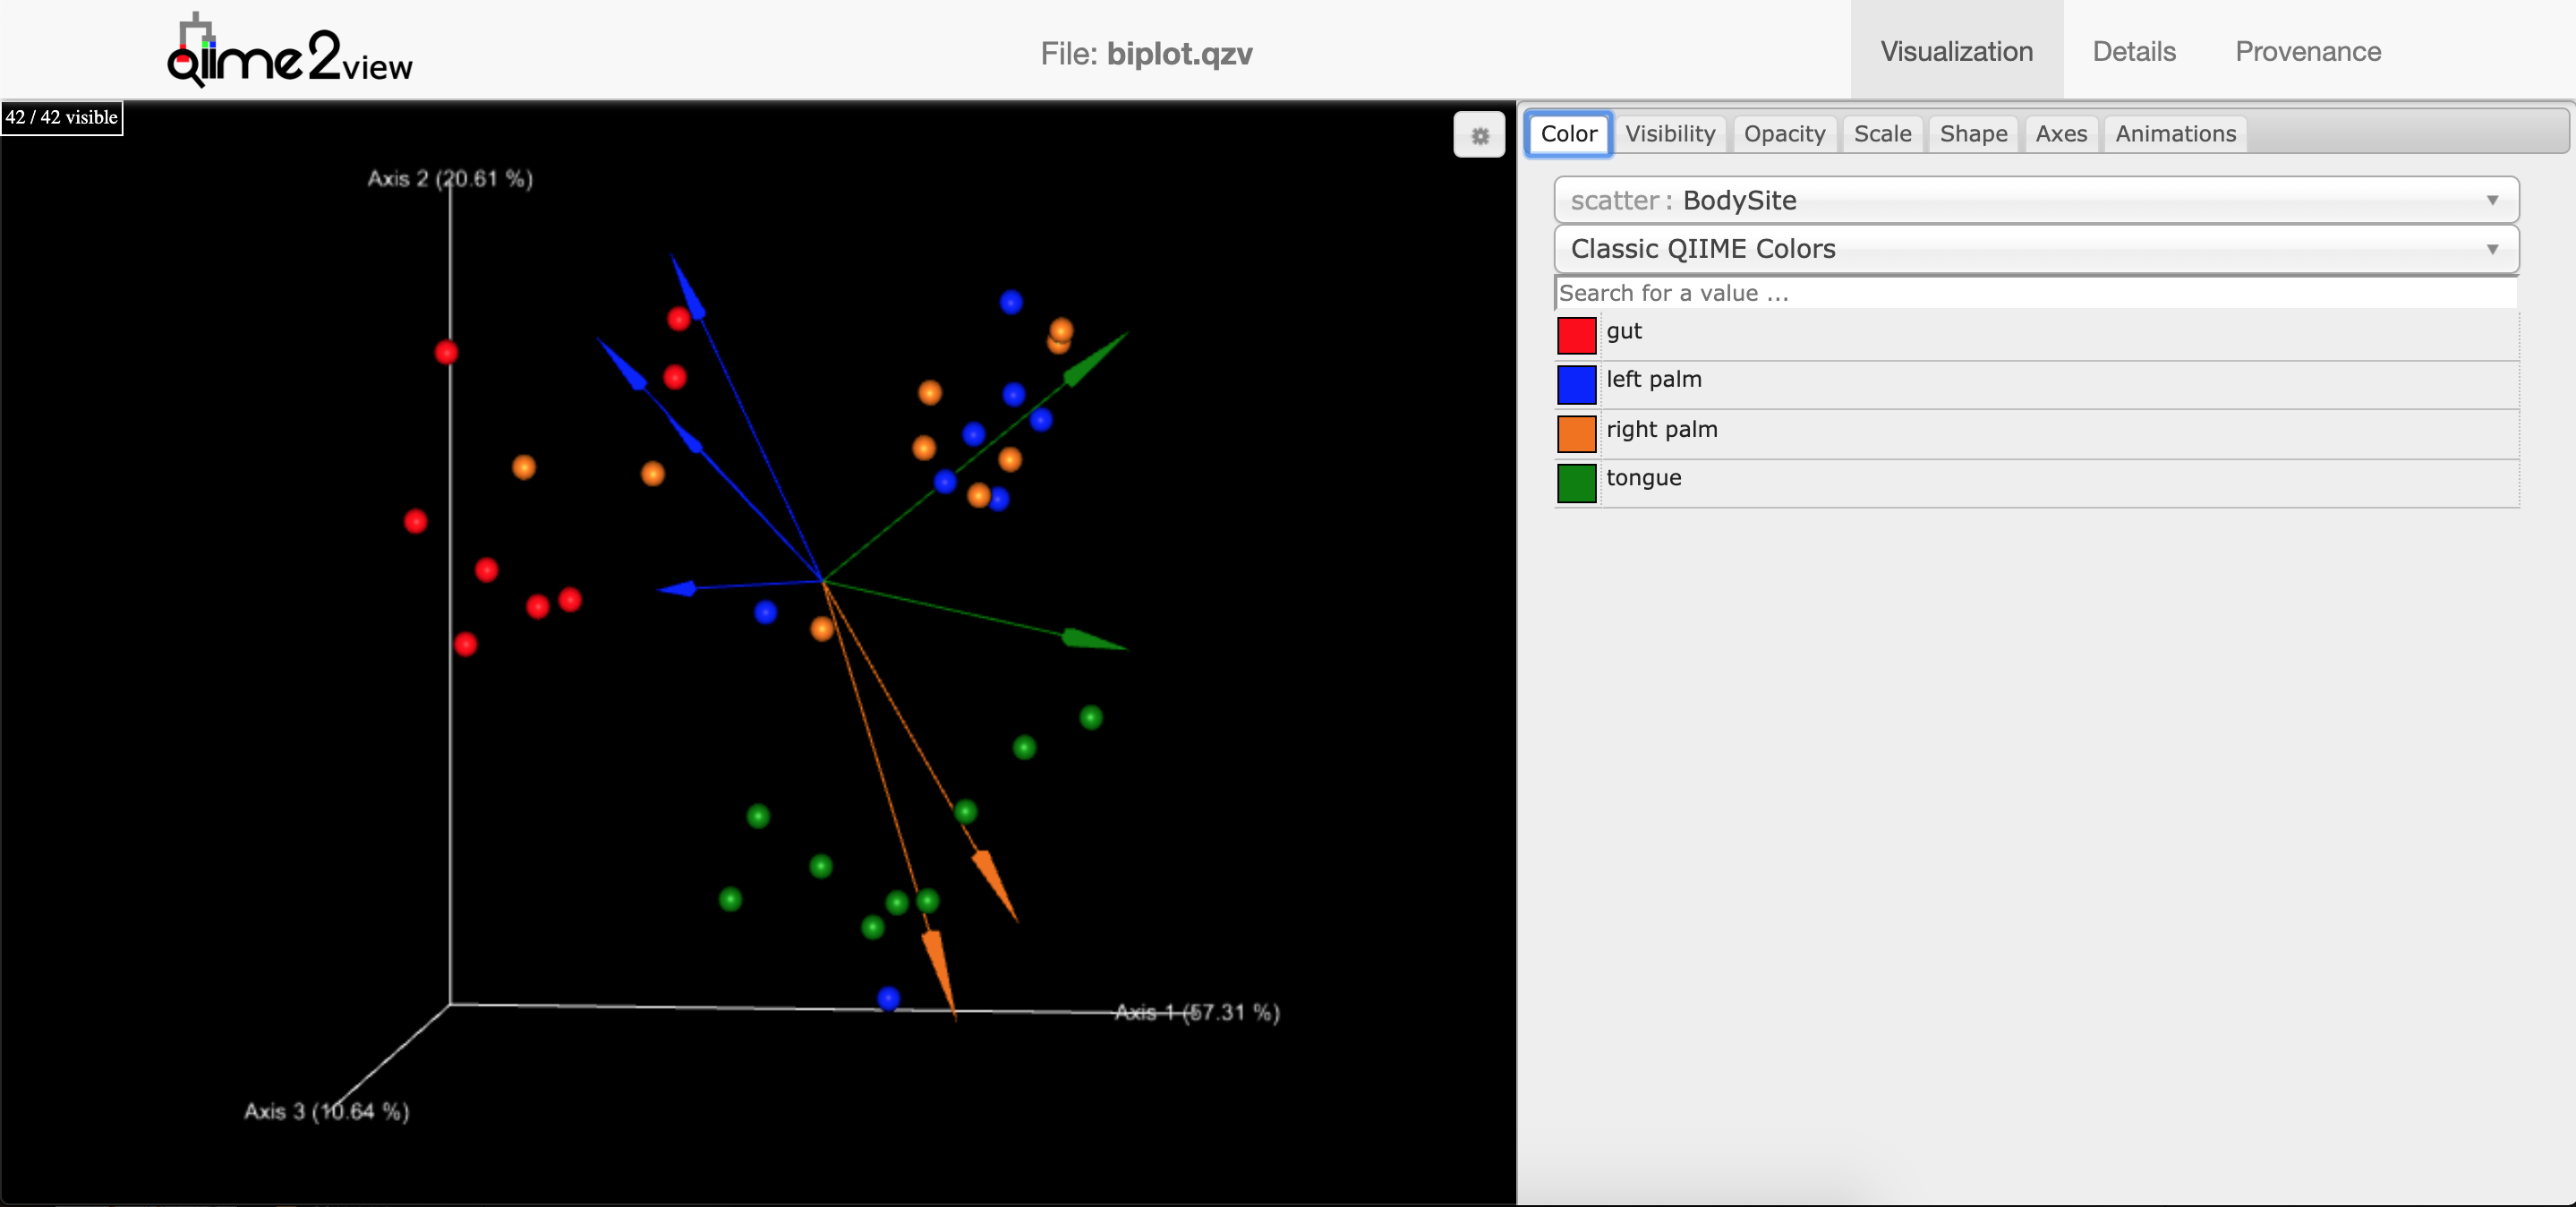 qiime2view
File: biplot.qzv
Visualization Details Provenance
42 / 42 visible
Axis 2 (20.61 %)
Axis 1 (57.31 %)
Axis 3 (10.64 %)
Color Visibility Opacity Scale Shape Axes Animations
scatter : BodySite
Classic QIIME Colors
Search for a value ...
gut
left palm
right palm
tongue